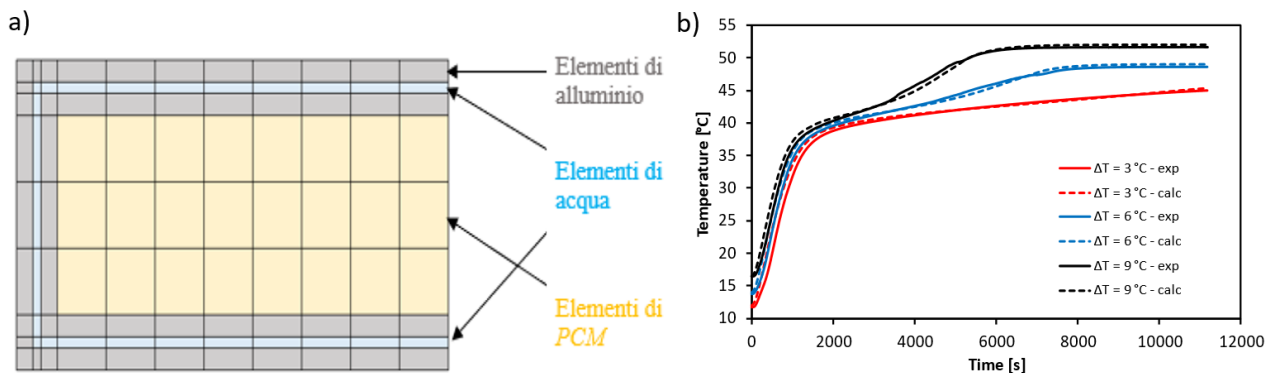 a)
Elementi di
alluminio
Elementi di
acqua
Elementi di
PCM
b)
Temperature [°C]
55
50
45
40
35
30
25
20
15
10
0
2000
4000
6000
8000
10000
12000
Time [s]
ΔT = 3 °C - exp
ΔT = 3 °C - calc
ΔT = 6 °C - exp
ΔT = 6 °C - calc
ΔT = 9 °C - exp
ΔT = 9 °C - calc